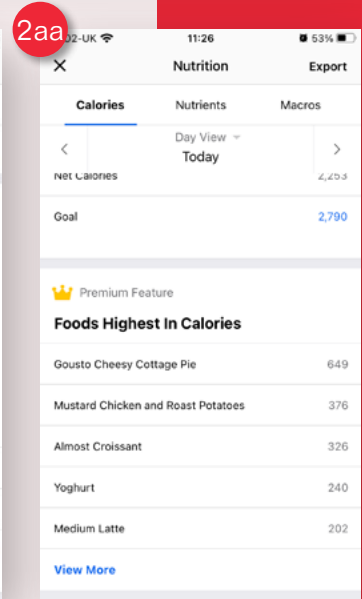 2aa
02-UK 11:26 53%
Nutrition Export
Calories Nutrients Macros
Day View
Today
Net Calories 2,253
Goal 2,790
Premium Feature
Foods Highest In Calories
Gousto Cheesy Cottage Pie 649
Mustard Chicken and Roast Potatoes 376
Almost Croissant 326
Yoghurt 240
Medium Latte 202
View More